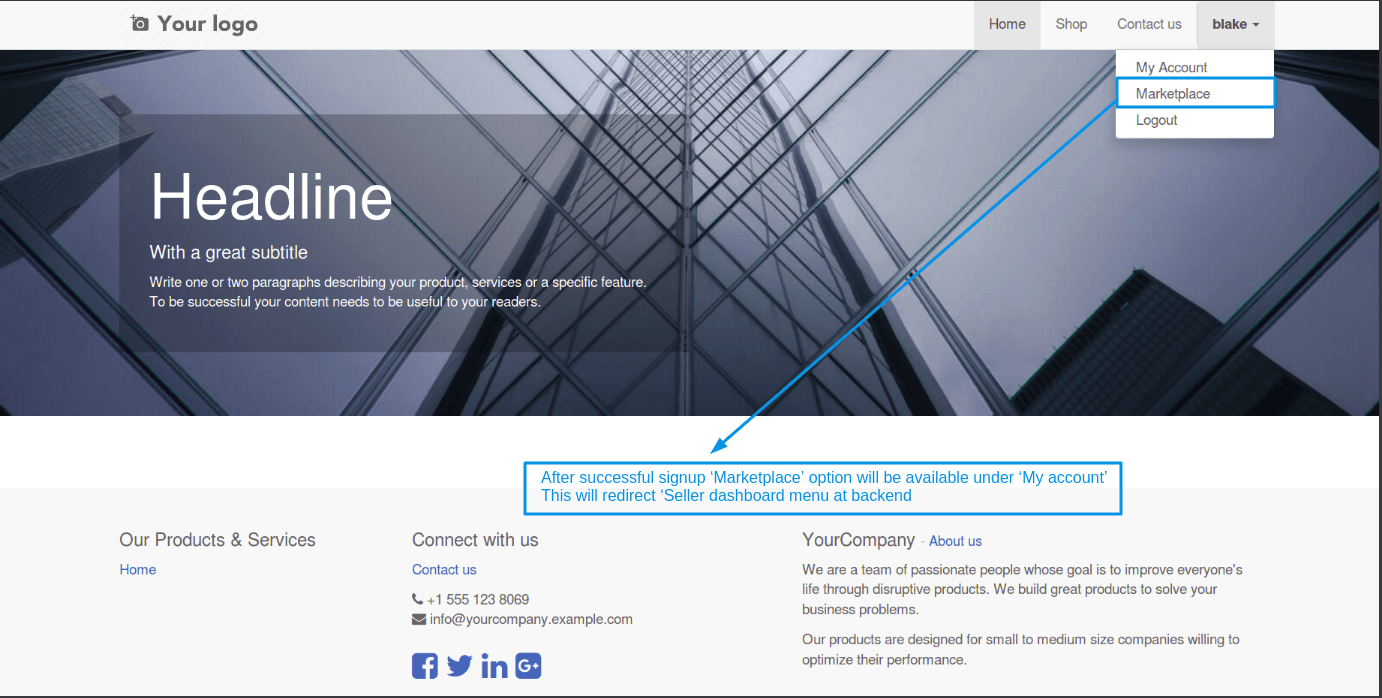 Your logo
Home
Shop
Contact us
blake
My Account
Marketplace
Logout
Headline
With a great subtitle
Write one or two paragraphs describing your product, services or a specific feature.
To be successful your content needs to be useful to your readers.
After successful signup ‘Marketplace’ option will be available under ‘My account’
This will redirect ‘Seller dashboard menu at backend
Our Products & Services
Home
Connect with us
Contact us
+1 555 123 8069
info@yourcompany.example.com
YourCompany - About us
We are a team of passionate people whose goal is to improve everyone's
life through disruptive products. We build great products to solve your
business problems.
Our products are designed for small to medium size companies willing to
optimize their performance.